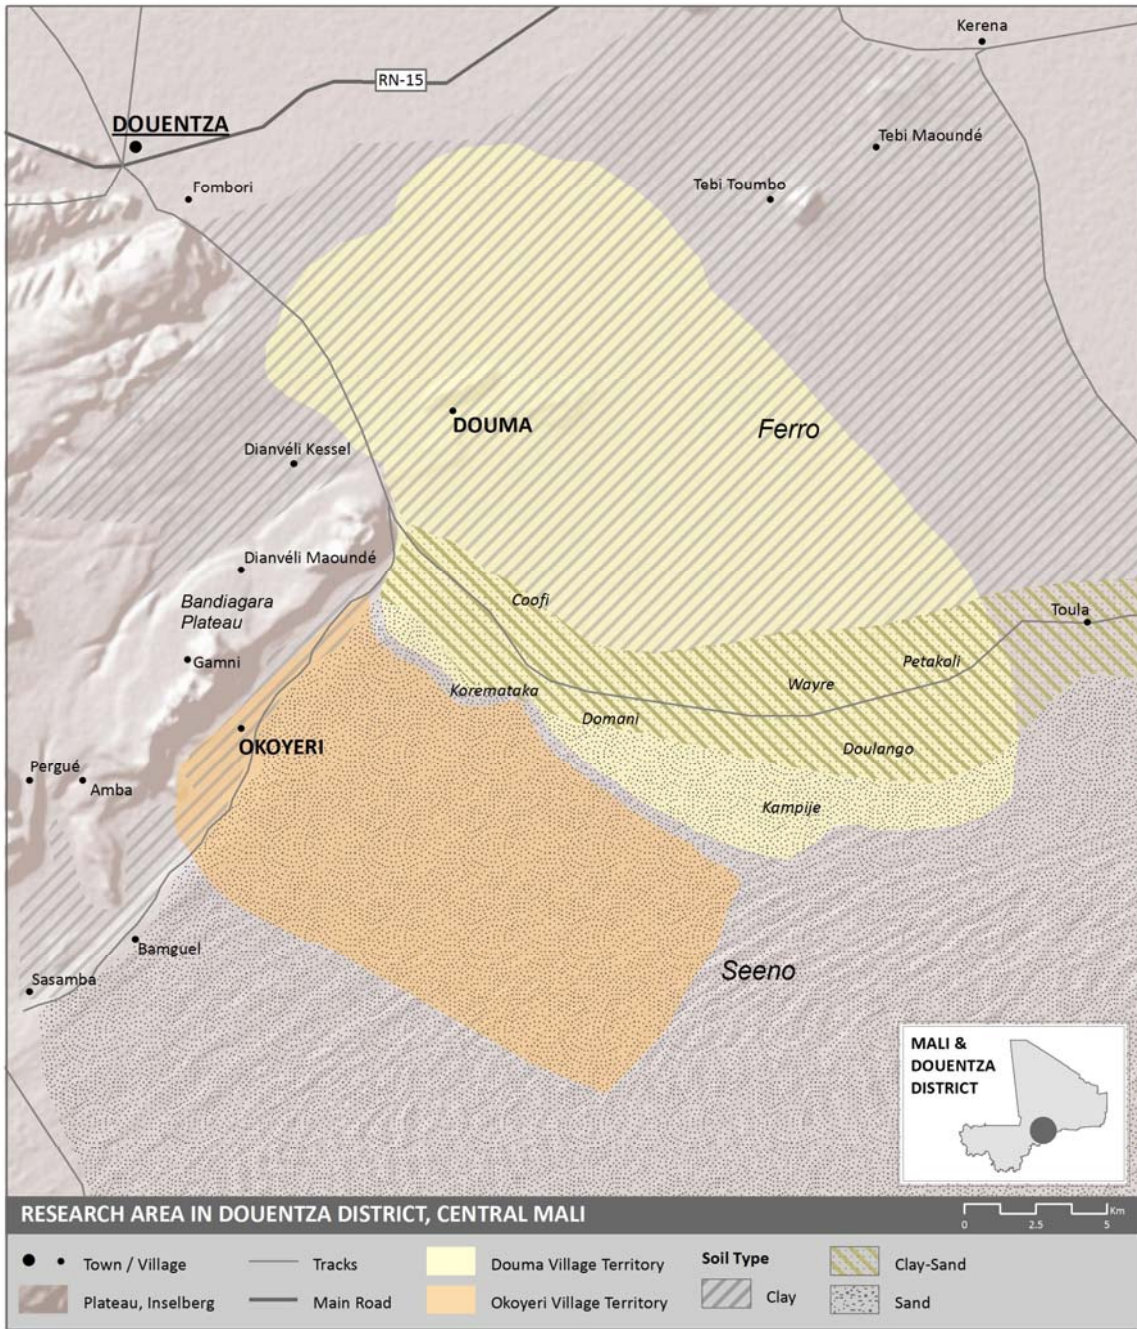 Kerena
RN-15
DOUENTZA
Tebi Maoundé
Fombori
Tebi Toumbo
DOUMA
Ferro
Dianvéli Kessel
Dianvéli Maoundé
Bandiagara
Plateau
Coofi
Toula
Gamni
Petakoli
Wayre
Koremataka
Domani
OKOYERI
Doulango
Pergué
Amba
Kampije
Bamguel
Seeno
Sasamba
MALI &
DOUENTZA
DISTRICT
RESEARCH AREA IN DOUENTZA DISTRICT, CENTRAL MALI
Km
0 2.5 5
Town / Village
Tracks
Douma Village Territory
Soil Type
Clay-Sand
Plateau, Inselberg
Main Road
Okoyeri Village Territory
Clay
Sand